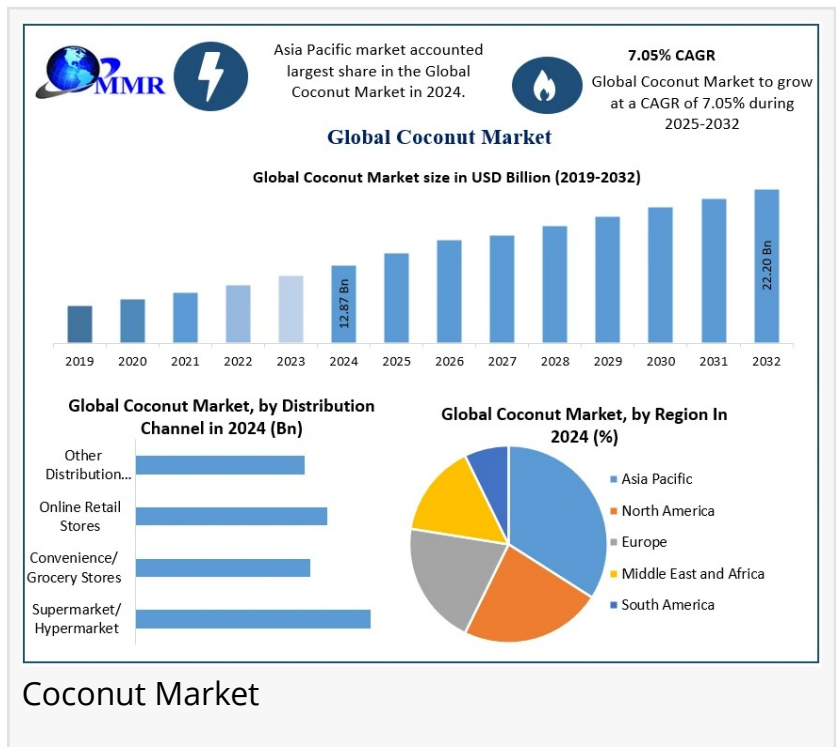 MMR
Asia Pacific market accounted
largest share in the Global
Coconut Market in 2024.
7.05% CAGR
Global Coconut Market to grow
at a CAGR of 7.05% during
2025-2032
Global Coconut Market
Global Coconut Market size in USD Billion (2019-2032)
12.87 Bn
22.20 Bn
2019 2020 2021 2022 2023 2024 2025 2026 2027 2028 2029 2030 2031 2032
Global Coconut Market, by Distribution
Channel in 2024 (Bn)
Other
Distribution...
Online Retail
Stores
Convenience/
Grocery Stores
Supermarket/
Hypermarket
Global Coconut Market, by Region In
2024 (%)
Asia Pacific
North America
Europe
Middle East and Africa
South America
Coconut Market